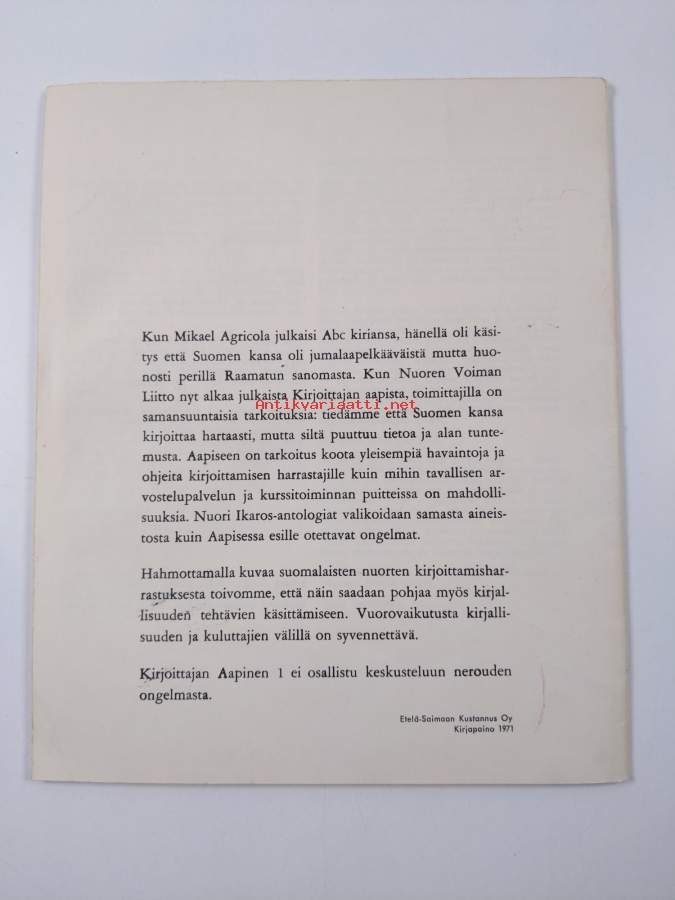 Kun Mikael Agricola julkaisi Abc kiriansa, hänellä oli käsi-
tys että Suomen kansa oli jumalaapelkääväistä mutta huo-
nosti perillä Raamatun sanomasta. Kun Nuoren Voiman
Liitto nyt alkaa julkaista Kirjoittajan aapista, toimittajilla on
Antikvariaatti.net
samansuuntaisia tarkoituksia: tiedämme että Suomen kansa
kirjoittaa hartaasti, mutta siltä puuttuu tietoa ja alan tunte-
musta. Aapiseen on tarkoitus koota yleisempiä havaintoja ja
ohjeita kirjoittamisen harrastajille kuin mihin tavallisen ar-
vostelupalvelun ja kurssitoiminnan puitteissa on mahdolli-
suuksia. Nuori Ikaros-antologiat valikoidaan samasta aineis-
tosta kuin Aapisessa esille otettavat ongelmat.
Hahmottamalla kuvaa suomalaisten nuorten kirjoittamishar-
rastuksesta toivomme, että näin saadaan pohjaa myös kirjal-
lisuuden tehtävien käsittämiseen. Vuorovaikutusta kirjalli-
suuden ja kuluttajien välillä on syvennettävä.
Kirjoittajan Aapinen 1 ei osallistu keskusteluun nerouden
ongelmasta.
Etelä-Saimaan Kustannus Oy
Kirjapaino 1971